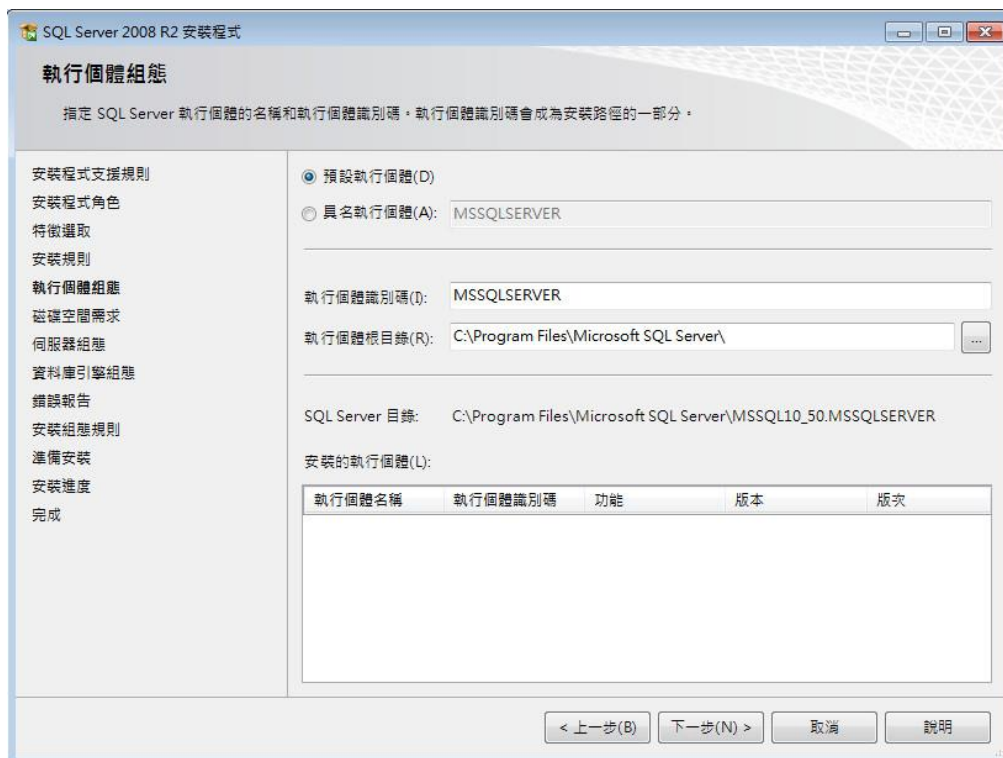 SQL Server 2008 R2 安裝程式
執行個體組態
指定 SQL Server 執行個體的名稱和執行個體識別碼。執行個體識別碼會成為安裝路徑的一部分。
安裝程式支援規則
安裝程式角色
特徵選取
安裝規則
執行個體組態
磁碟空間需求
伺服器組態
資料庫引擎組態
錯誤報告
安裝組態規則
準備安裝
安裝進度
完成
預設執行個體(D)
具名執行個體(A): MSSQLSERVER
執行個體識別碼(I): MSSQLSERVER
執行個體根目錄(R): C:\Program Files\Microsoft SQL Server\ ...
SQL Server 目錄: C:\Program Files\Microsoft SQL Server\MSSQL10_50.MSSQLSERVER
安裝的執行個體(L):
執行個體名稱 執行個體識別碼 功能 版本 版次
< 上一步(B) 下一步(N) > 取消 說明